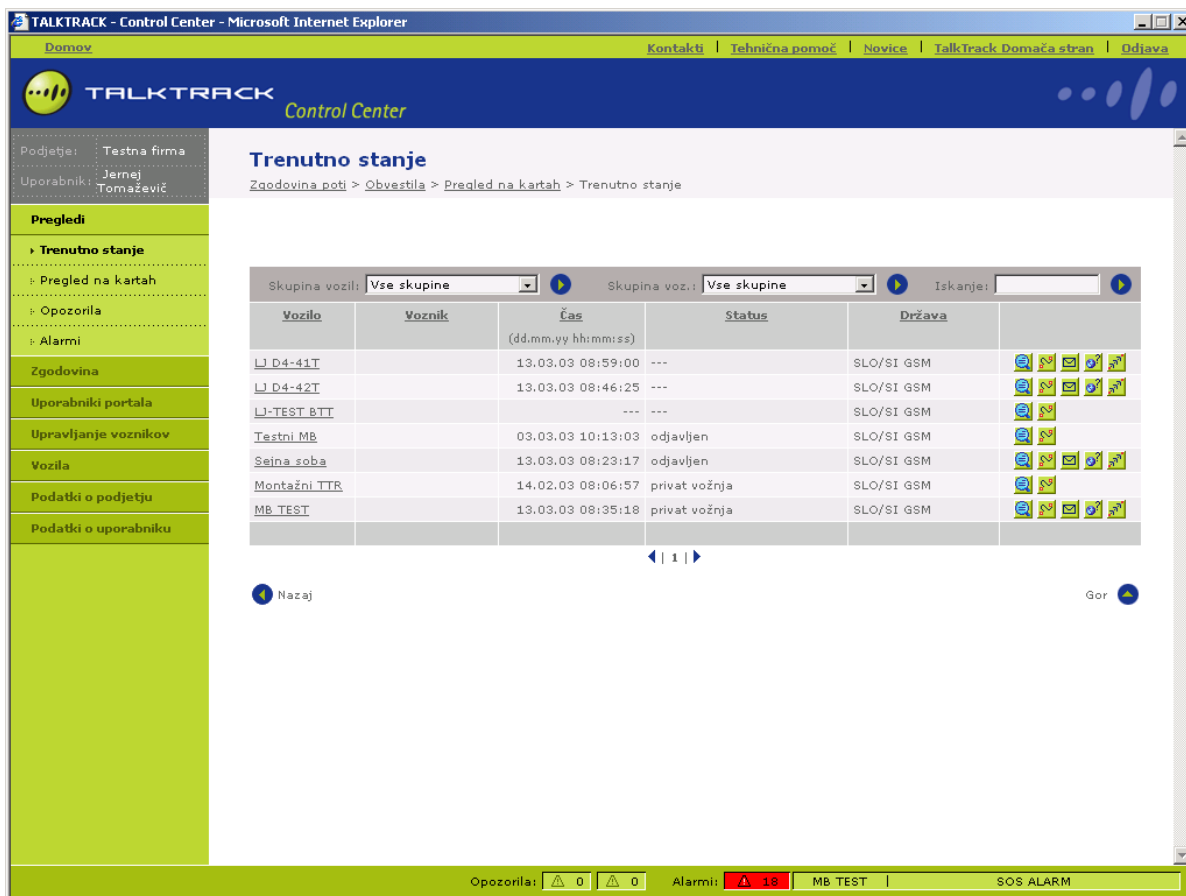 TALKTRACK - Control Center - Microsoft Internet Explorer
Domov Kontakti | Tehnična pomoč | Novice | TalkTrack Domača stran | Odjava
TALKTRACK
Control Center
Podjetje: Testna firma
Uporabnik: Jernej Tomaževič
Trenutno stanje
Zgodovina poti > Obvestila > Pregled na kartah > Trenutno stanje
Pregledi
Trenutno stanje
Pregled na kartah
Opozorila
Alarmi
Zgodovina
Uporabniki portala
Upravljanje voznikov
Vozila
Podatki o podjetju
Podatki o uporabniku
Skupina vozil: Vse skupine Skupina voz.: Vse skupine Iskanje:
Vozilo Voznik Čas Status Država
(dd.mm.yy hh:mm:ss)
LJ D4-41T 13.03.03 08:59:00 --- SLO/SI GSM
LJ D4-42T 13.03.03 08:46:25 --- SLO/SI GSM
LJ-TEST BTT --- --- SLO/SI GSM
Testni MB 03.03.03 10:13:03 odjavljen SLO/SI GSM
Sejna soba 13.03.03 08:23:17 odjavljen SLO/SI GSM
Montažni TTR 14.02.03 08:06:57 privat vožnja SLO/SI GSM
MB TEST 13.03.03 08:35:18 privat vožnja SLO/SI GSM
| 1 |
Nazaj Gor
Opozorila: 0 0 Alarmi: 18 MB TEST | SOS ALARM